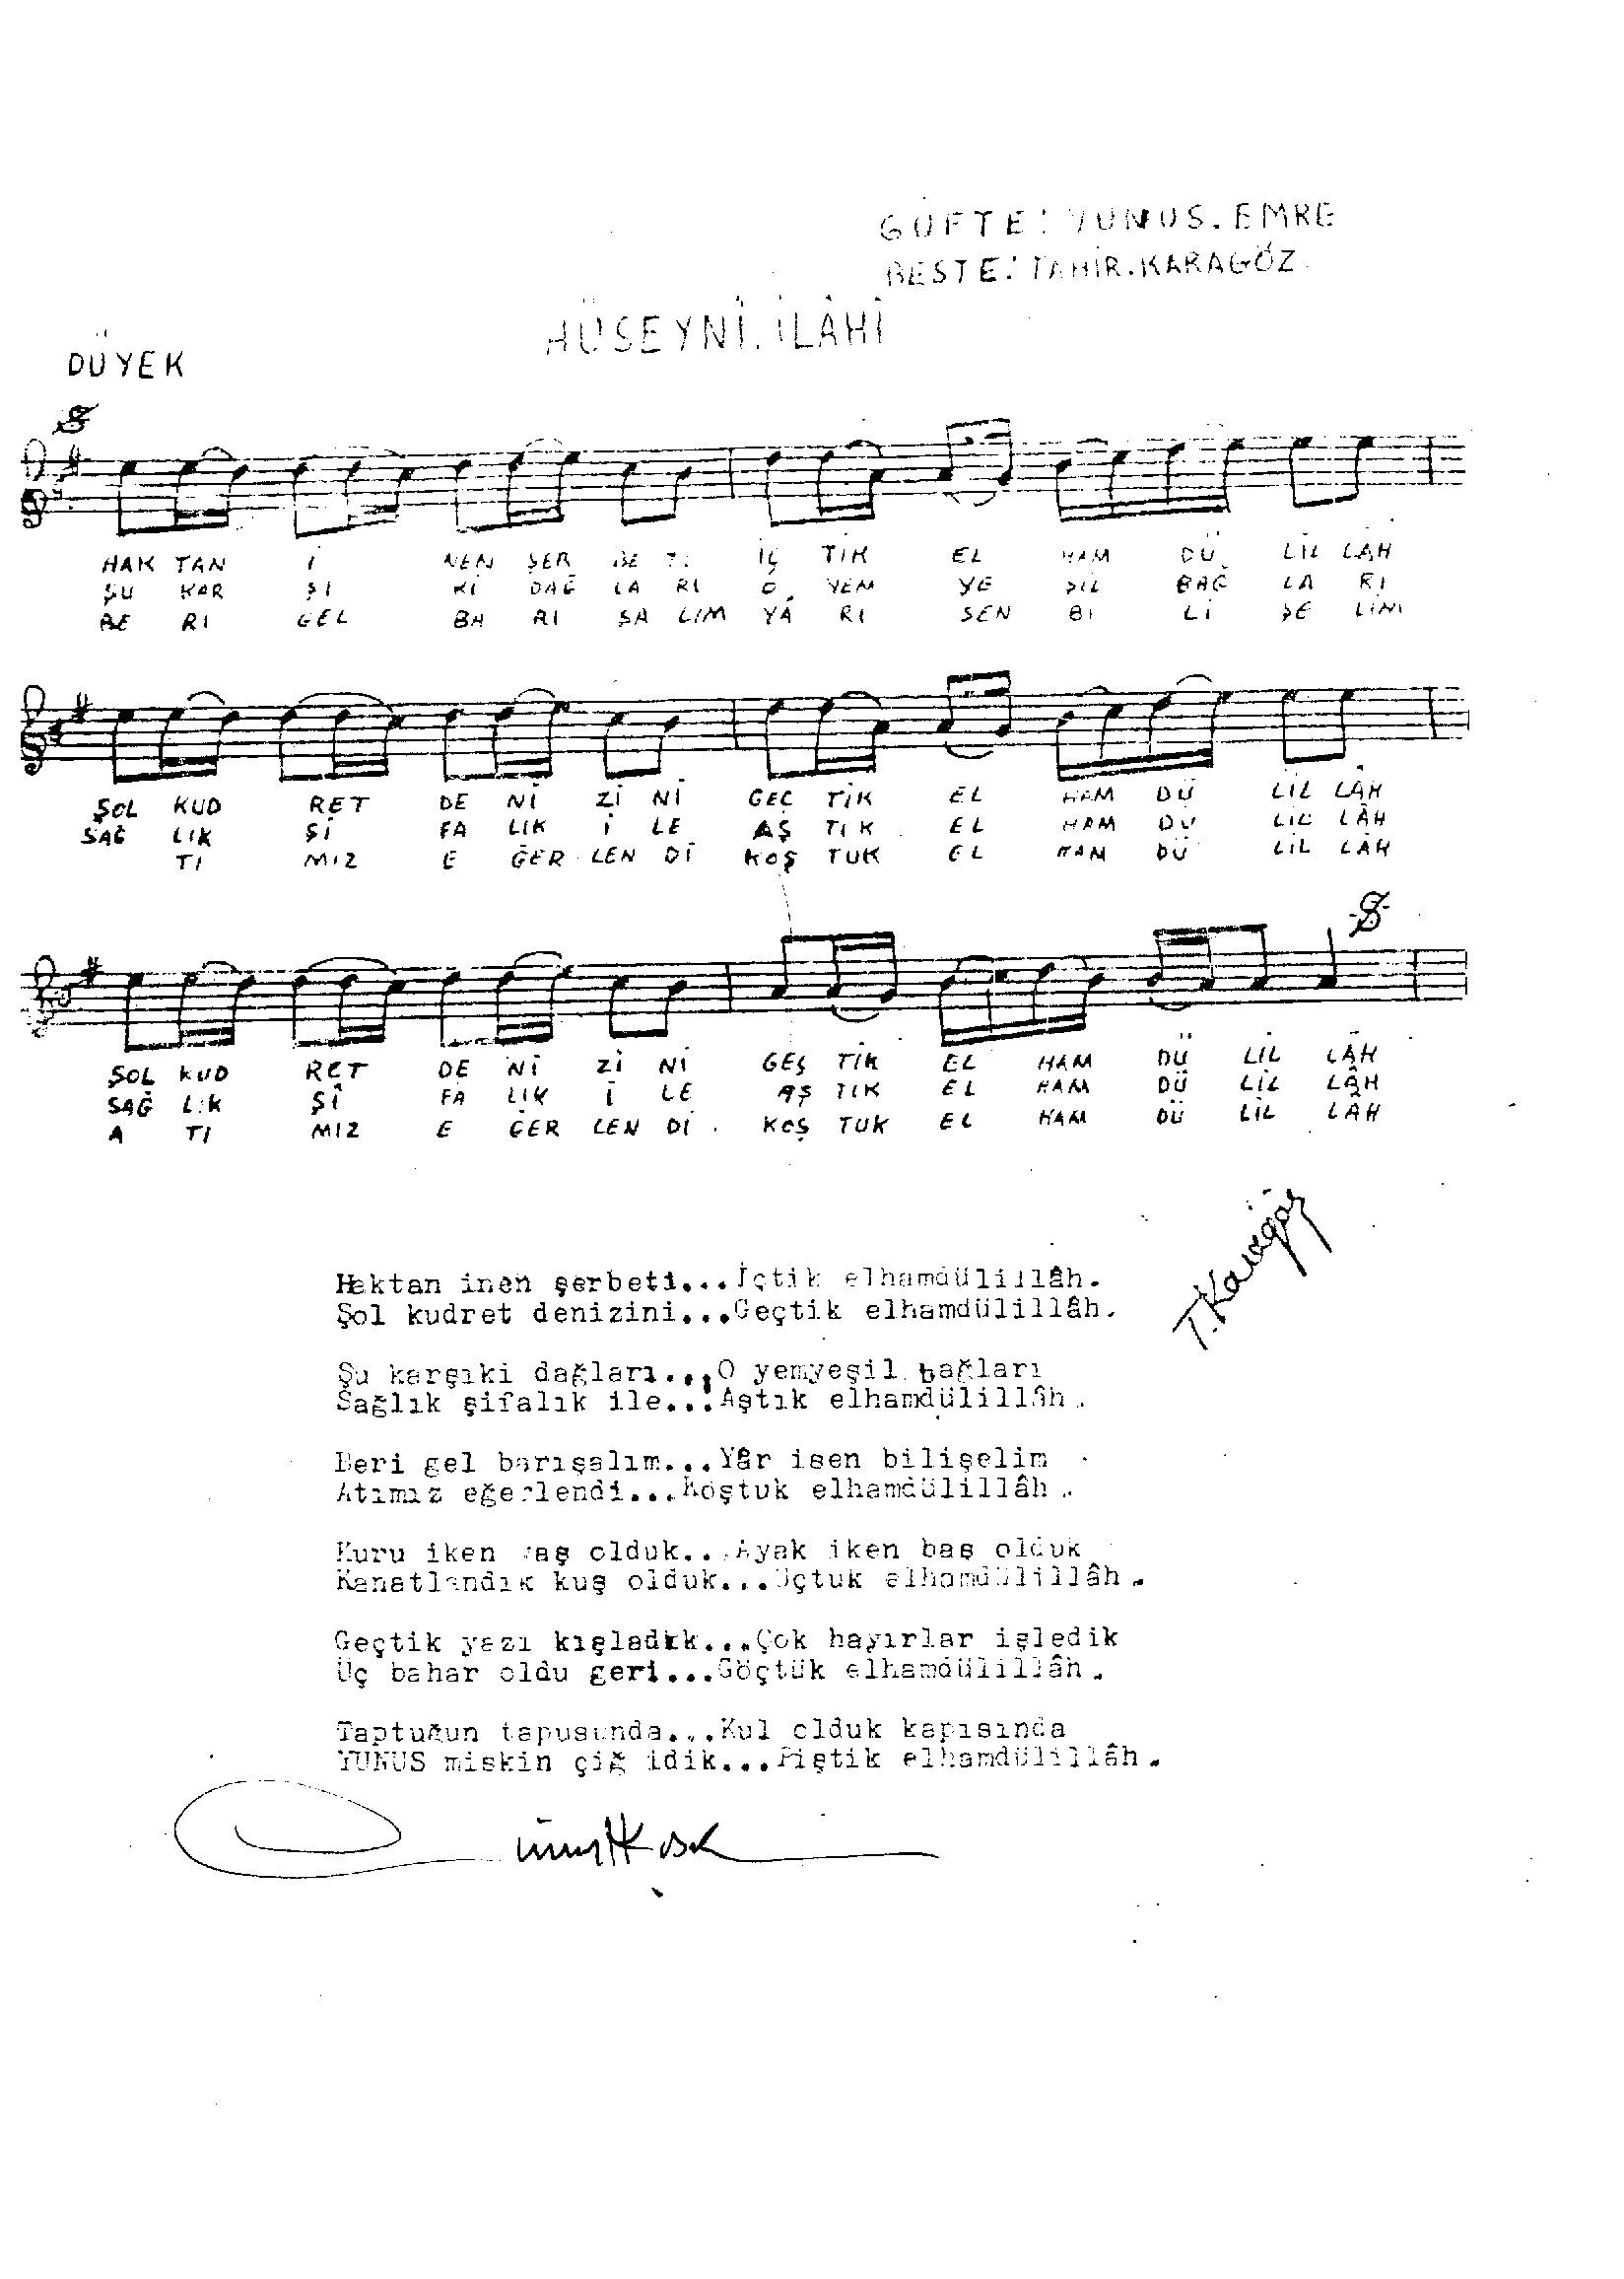 GÜFTE: YUNUS.EMRE
BESTE: TAHİR.KARAGÖZ
HÜSEYNİ.İLÂHİ
DÜYEK
HAK TAN İ NEN ŞER BE Tİ İÇ TİK EL HAM DÜ LİL LÂH
ŞU KAR ŞI Kİ DAĞ LA RI O YEM YE ŞİL BAĞ LA RI
BE RI GEL BA RI ŞA LIM YÂ RI SEN Bİ Lİ ŞE LİM
ŞOL KUD RET DE Nİ Zİ Nİ GEÇ TİK EL HAM DÜ LİL LÂH
SAĞ LIK Şİ FA LIK İ LE AŞ TIK EL HAM DÜ LİL LÂH
TI MIZ E ĞER LEN Dİ KOŞ TUK EL HAM DÜ LİL LÂH
ŞOL KUD RET DE Nİ Zİ Nİ GEÇ TİK EL HAM DÜ LİL LÂH
SAĞ LIK Şİ FA LIK İ LE AŞ TIK EL HAM DÜ LİL LÂH
A TI MIZ E ĞER LEN Dİ . KOŞ TUK EL HAM DÜ LİL LÂH
T.Karagöz
Haktan inen şerbeti...İçtik elhamdülillâh.
Şol kudret denizini...Geçtik elhamdülillâh.
Şu karşıki dağları...O yemyeşil bağları
Sağlık şifalık ile...Aştık elhamdülillâh.
Beri gel barışalım...Yâr isen bilişelim
Atımız eğerlendi...Koştuk elhamdülillâh.
Kuru iken yaş olduk...Ayak iken baş olduk
Kanatlandık kuş olduk...Uçtuk elhamdülillâh.
Geçtik yazı kışladık...Çok hayırlar işledik
Üç bahar oldu geri...Göçtük elhamdülillâh.
Taptuğun tapusunda...Kul olduk kapısında
YUNUS miskin çiğ idik...Piştik elhamdülillâh.